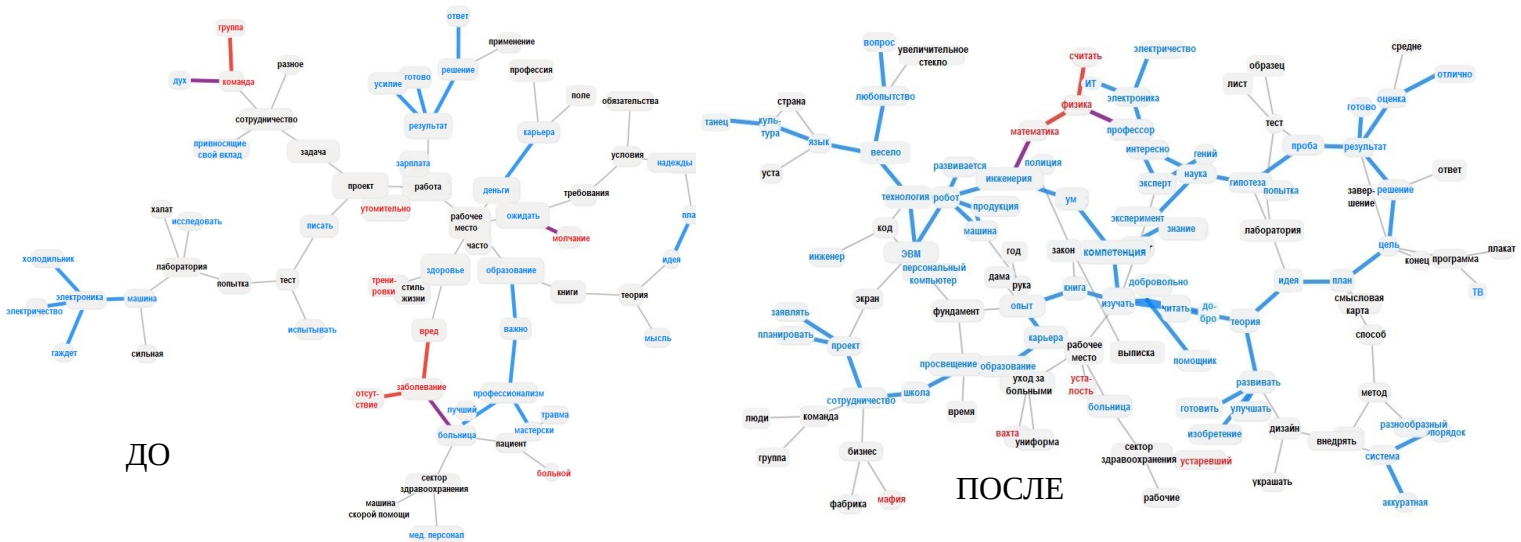 ответ
группа
применение
разное
профессия
решение
готово
дух
команда
усилие
поле
обязательства
сотрудничество
результат
карьера
привносящие
свой вклад
задача
условия
зарплата
надежды
проект
работа
деньги
требования
утомительно
халат
исследовать
писать
рабочее
место
ожидать
пла
молчание
часто
холодильник
лаборатория
трени-
ровки
стиль
жизни
здоровье
образование
идея
попытка
тест
электроника
машина
книги
теория
электричество
испытывать
вред
важно
мысль
гаджет
сильная
отсут-
ствие
заболевание
профессионализм
лучший
травма
больница
мастерски
пациент
ДО
больной
сектор
здравоохранения
машина
скорой помощи
мед. персонал
вопрос
увеличительное
стекло
считать
электричество
средне
образец
отлично
лист
ИТ
электроника
оценка
страна
любопытство
физика
готово
танец
куль-
тура
тест
математика
профессор
язык
весело
интересно
проба
результат
гений
полиция
развивается
наука
уста
инженерия
эксперт
гипотеза
попытка
завер-
шение
решение
ответ
технология
робот
ум
продукция
эксперимент
знание
код
машина
лаборатория
инженер
ЭВМ
год
закон
компетенция
цель
плакат
персональный
компьютер
конец
программа
дама
рука
добровольно
идея
план
экран
книга
ТВ
смысловая
карта
фундамент
опыт
изучать
читать
до-
бро
теория
заявлять
планировать
проект
карьера
рабочее
место
способ
выписка
помощник
просвещение
образование
уход за
больными
уста-
лость
развивать
школа
метод
сотрудничество
больница
готовить
улучшать
люди
команда
время
разнообразный
порядок
дизайн
вахта
униформа
изобретение
внедрять
группа
бизнес
сектор
здравоохранения
устаревший
система
украшать
ПОСЛЕ
фабрика
мафия
рабочие
аккуратная